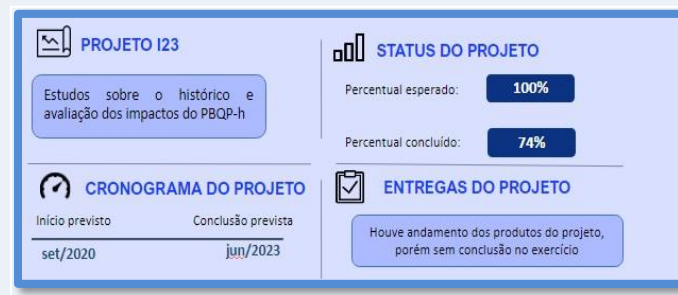 PROJETO I23
Estudos sobre o histórico e
avaliação dos impactos do PBQP-h
STATUS DO PROJETO
Percentual esperado: 100%
Percentual concluído: 74%
CRONOGRAMA DO PROJETO
Início previsto Conclusão prevista
set/2020 jun/2023
ENTREGAS DO PROJETO
Houve andamento dos produtos do projeto,
porém sem conclusão no exercício